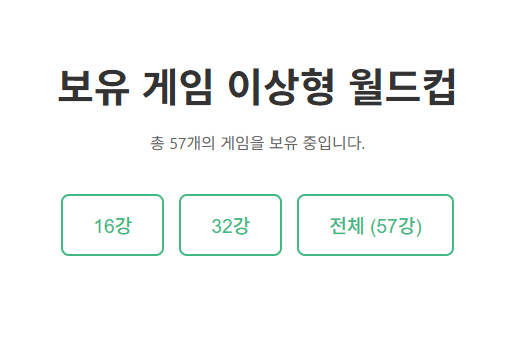 보유 게임 이상형 월드컵
총 57개의 게임을 보유 중입니다.
16강
32강
전체 (57강)